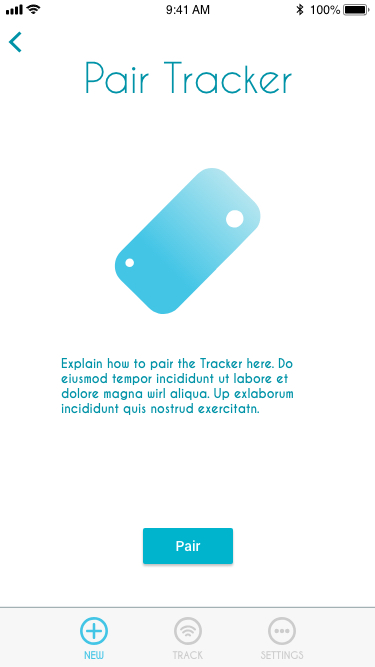 9:41 AM
100%
Pair Tracker
Explain how to pair the Tracker here. Do
eiusmod tempor incididunt ut labore et
dolore magna wirl aliqua. Up exlaborum
incididunt quis nostrud exercitatn.
Pair
NEW
TRACK
SETTINGS